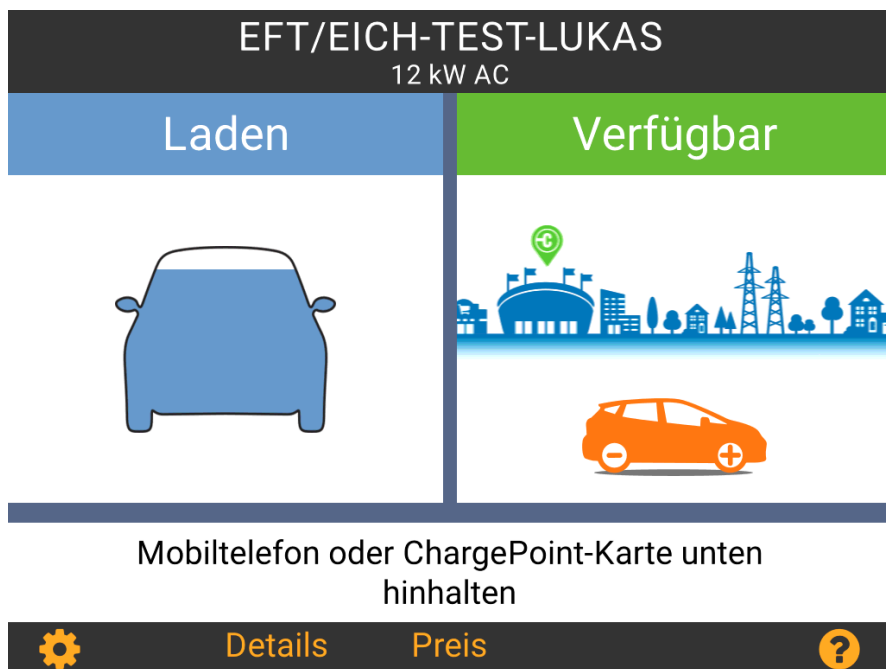 EFT/EICH-TEST-LUKAS
12 kW AC
Laden
Verfügbar
Mobiltelefon oder ChargePoint-Karte unten
hinhalten
Details
Preis
?